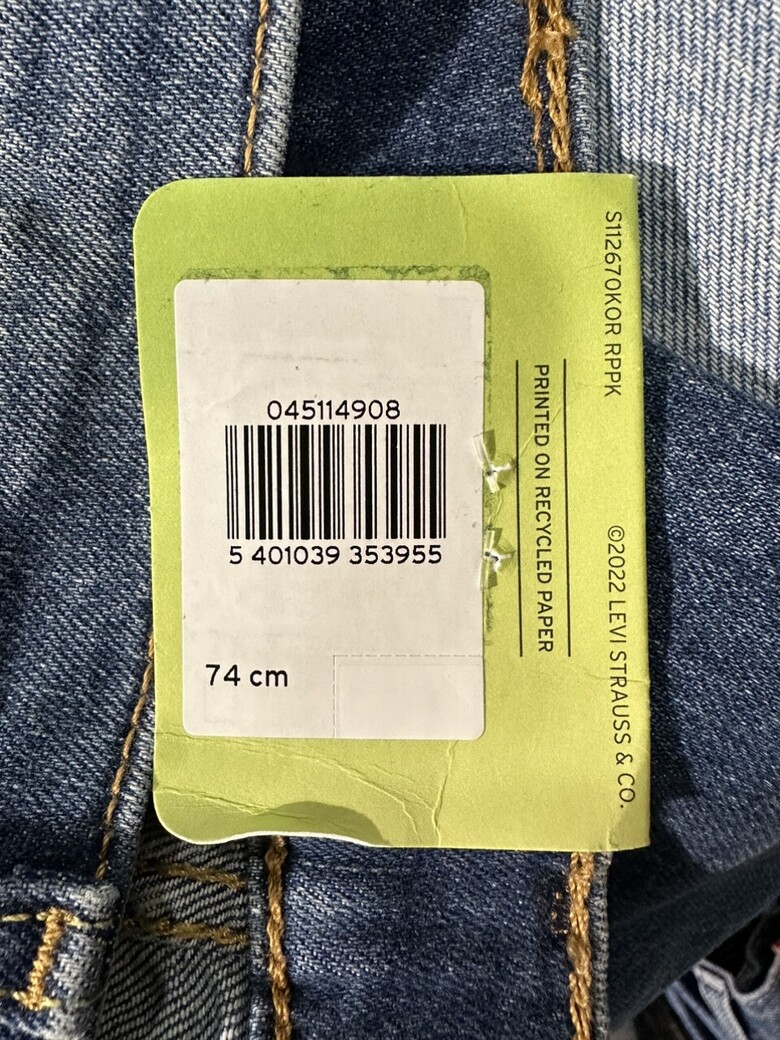 045114908
5 401039 353955
74 cm
PRINTED ON RECYCLED PAPER
S112670KOR RPPK
©2022 LEVI STRAUSS & CO.